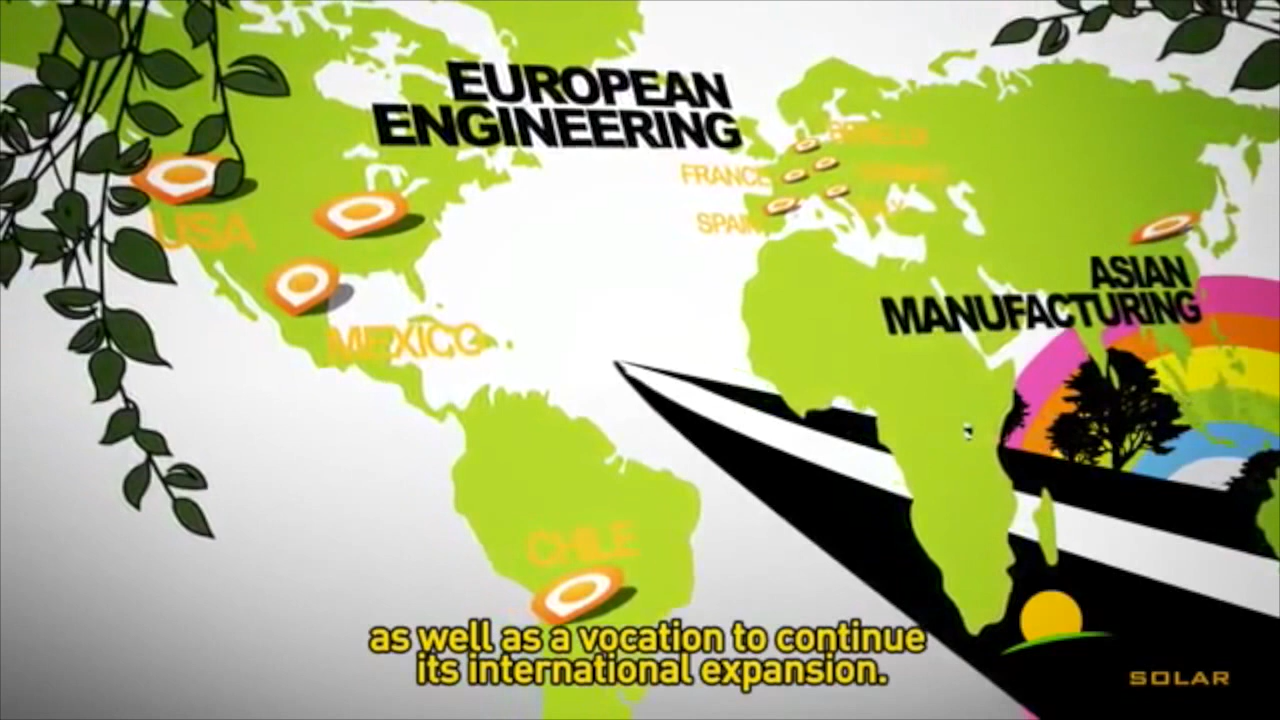 EUROPEAN
ENGINEERING
FRANCE
SPAIN
USA
ASIAN
MANUFACTURING
MEXICO
CHILE
as well as a vocation to continue
its international expansion.
SOLAR